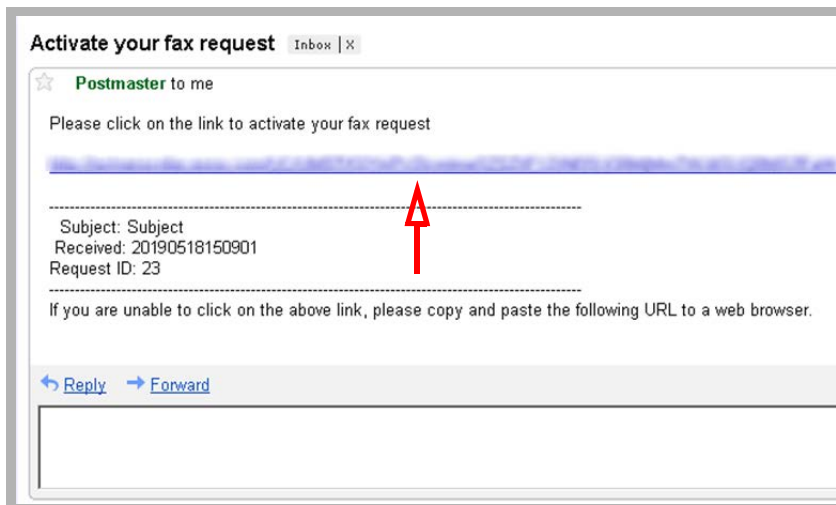 Activate your fax request Inbox | X
Postmaster to me
Please click on the link to activate your fax request
Subject: Subject
Received: 20190518150901
Request ID: 23
If you are unable to click on the above link, please copy and paste the following URL to a web browser.
Reply Forward